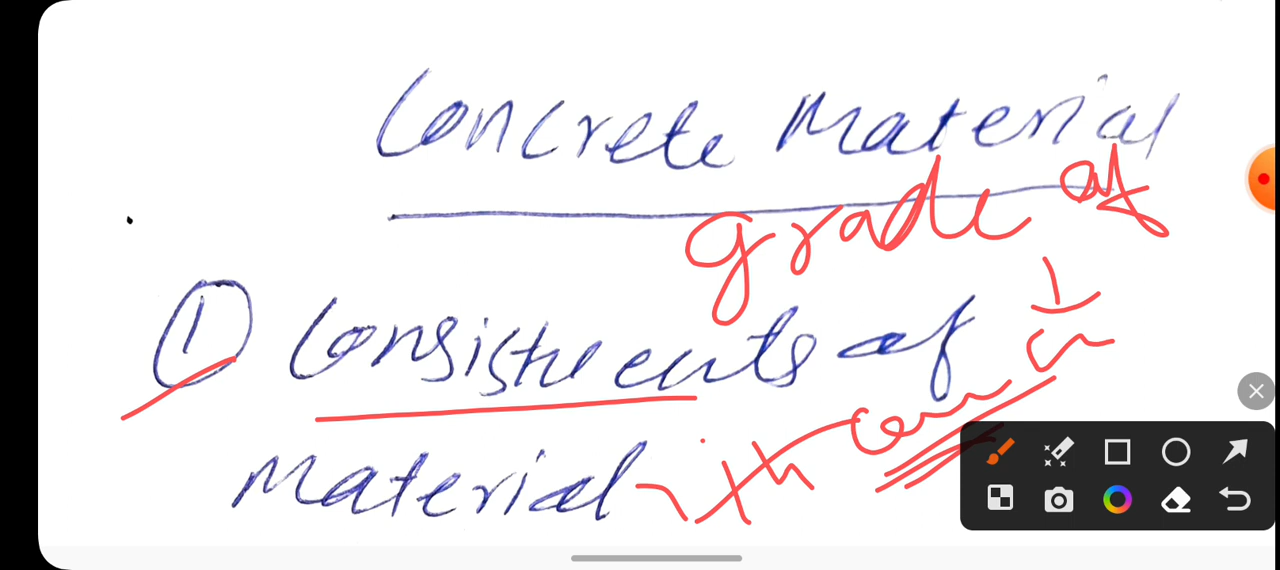 Concrete Material
grade of
① Consistuents of
Material